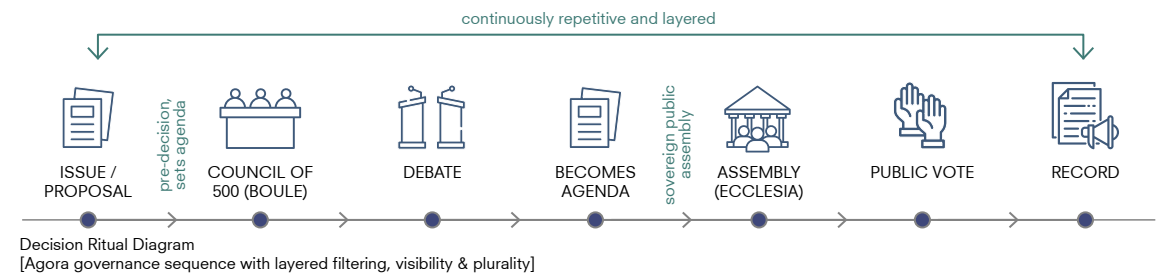 continuously repetitive and layered
ISSUE /
PROPOSAL
pre-decision,
sets agenda
COUNCIL OF
500 (BOULE)
DEBATE
BECOMES
AGENDA
sovereign public
assembly
ASSEMBLY
(ECCLESIA)
PUBLIC VOTE
RECORD
Decision Ritual Diagram
[Agora governance sequence with layered filtering, visibility & plurality]